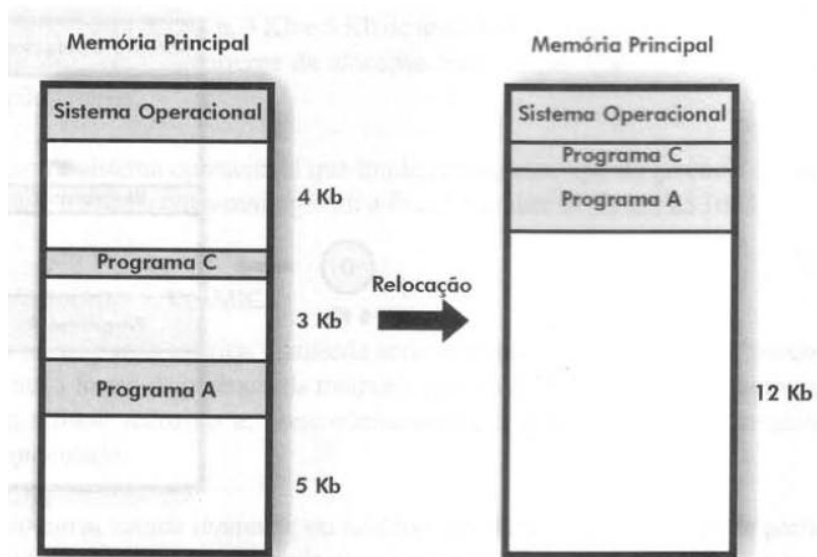 Memória Principal
Sistema Operacional
4 Kb
Programa C
3 Kb
Programa A
5 Kb
Relocação
Memória Principal
Sistema Operacional
Programa C
Programa A
12 Kb